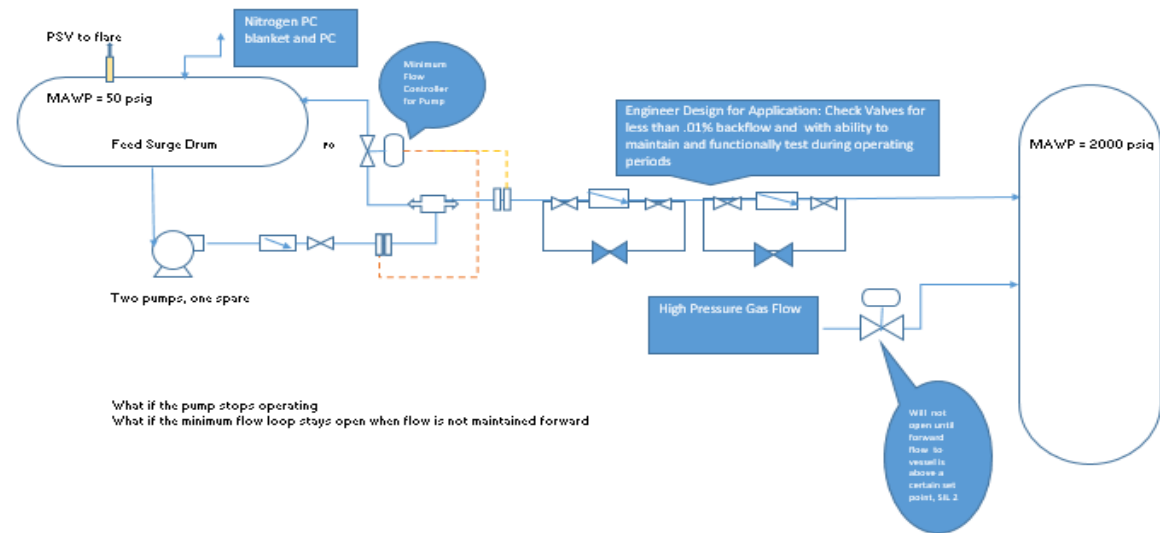 PSV to flare
Nitrogen PC
blanket and PC
Minimum
Flow
Controller
for Pump
MAWP = 50 psig
Feed Surge Drum
ro
Engineer Design for Application: Check Valves for
less than .01% backflow and with ability to
maintain and functionally test during operating
periods
MAWP = 2000 psig
Two pumps, one spare
High Pressure Gas Flow
What if the pump stops operating
What if the minimum flow loop stays open when flow is not maintained forward
Will not
open until
forward
flow to
vessel is
above a
certain set
point, SIL 2